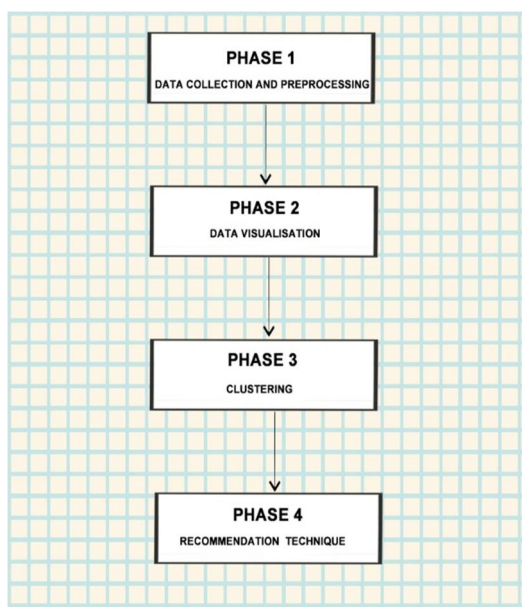 PHASE 1
DATA COLLECTION AND PREPROCESSING
PHASE 2
DATA VISUALISATION
PHASE 3
CLUSTERING
PHASE 4
RECOMMENDATION TECHNIQUE